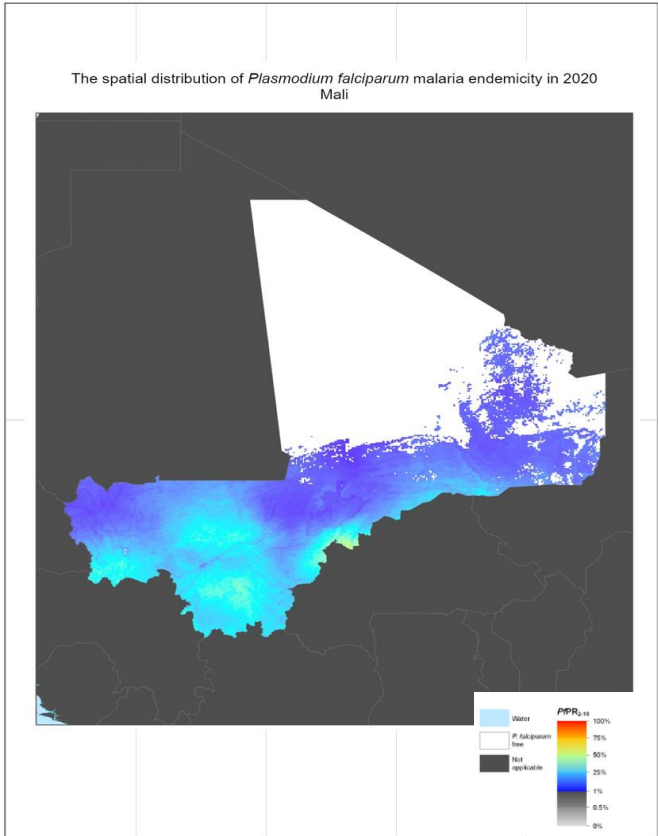 The spatial distribution of Plasmodium falciparum malaria endemicity in 2020
Mali
Water
P. falciparum
free
Not
applicable
PfPR2-10
100%
75%
50%
25%
1%
0.5%
0%